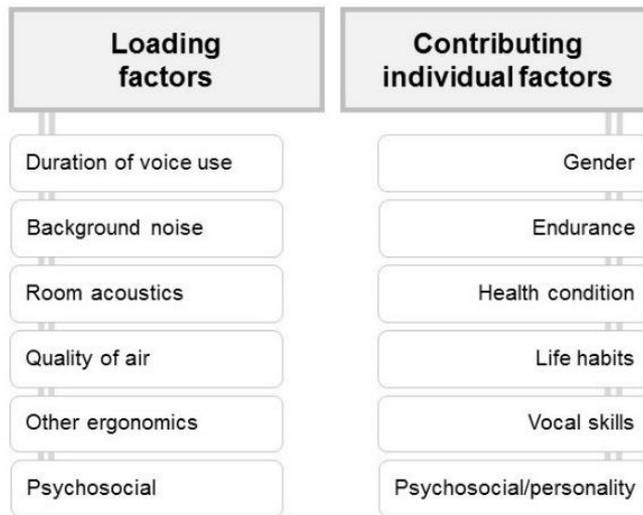 Loading
factors
Duration of voice use
Background noise
Room acoustics
Quality of air
Other ergonomics
Psychosocial
Contributing
individual factors
Gender
Endurance
Health condition
Life habits
Vocal skills
Psychosocial/personality